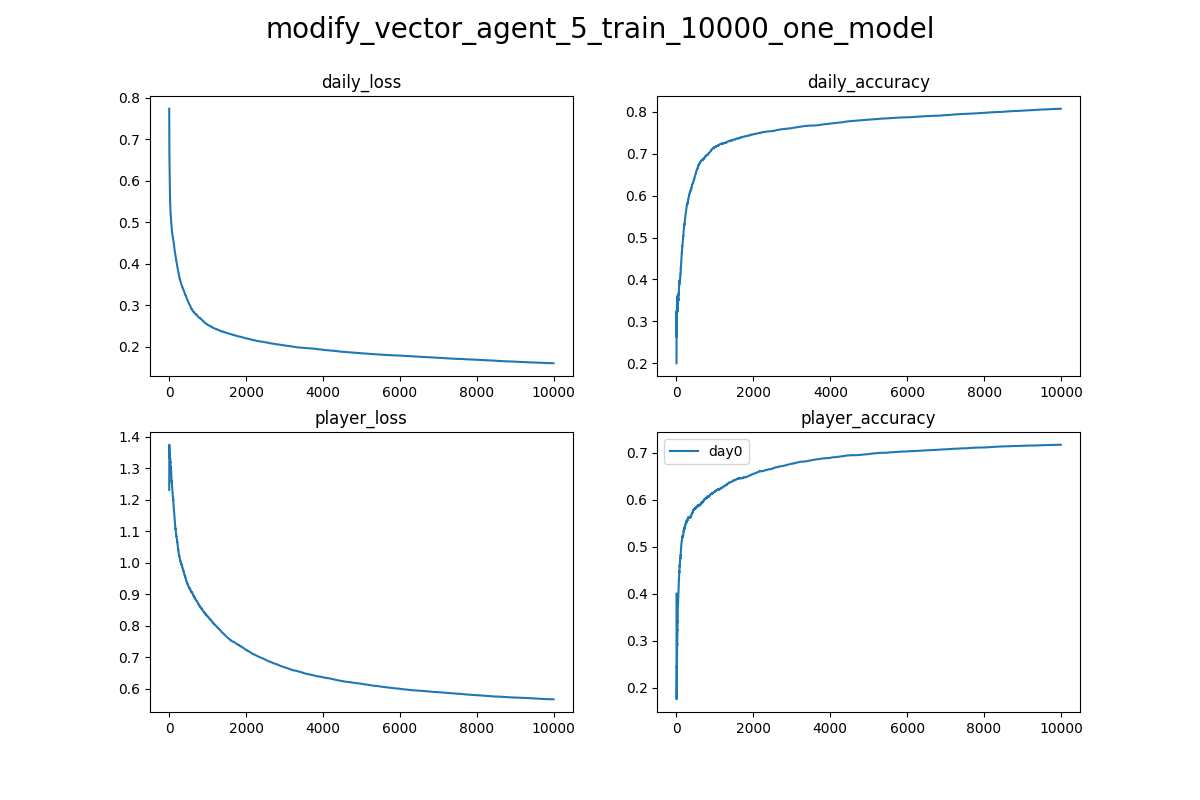 modify_vector_agent_5_train_10000_one_model
daily_loss
0.8
0.7
0.6
0.5
0.4
0.3
0.2
0 2000 4000 6000 8000 10000
daily_accuracy
0.8
0.7
0.6
0.5
0.4
0.3
0.2
0 2000 4000 6000 8000 10000
player_loss
1.4
1.3
1.2
1.1
1.0
0.9
0.8
0.7
0.6
0 2000 4000 6000 8000 10000
player_accuracy
day0
0.7
0.6
0.5
0.4
0.3
0.2
0 2000 4000 6000 8000 10000